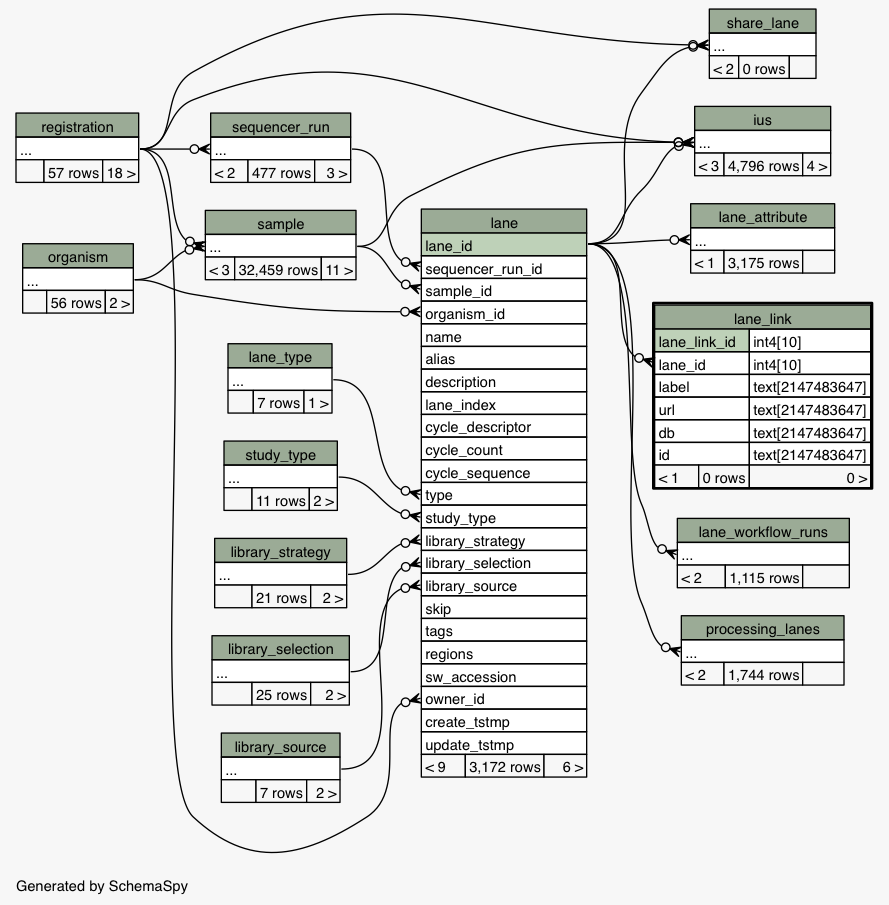 share_lane
...
< 2 0 rows
registration
...
57 rows 18 >
sequencer_run
...
< 2 477 rows 3 >
ius
...
< 3 4,796 rows 4 >
sample
...
< 3 32,459 rows 11 >
organism
...
56 rows 2 >
lane
lane_id
sequencer_run_id
sample_id
organism_id
name
alias
description
lane_index
cycle_descriptor
cycle_count
cycle_sequence
type
study_type
library_strategy
library_selection
library_source
skip
tags
regions
sw_accession
owner_id
create_tstmp
update_tstmp
< 9 3,172 rows 6 >
lane_attribute
...
< 1 3,175 rows
lane_link
lane_link_id int4[10]
lane_id int4[10]
label text[2147483647]
url text[2147483647]
db text[2147483647]
id text[2147483647]
< 1 0 rows 0 >
lane_type
...
7 rows 1 >
study_type
...
11 rows 2 >
library_strategy
...
21 rows 2 >
library_selection
...
25 rows 2 >
library_source
...
7 rows 2 >
lane_workflow_runs
...
< 2 1,115 rows
processing_lanes
...
< 2 1,744 rows
Generated by SchemaSpy